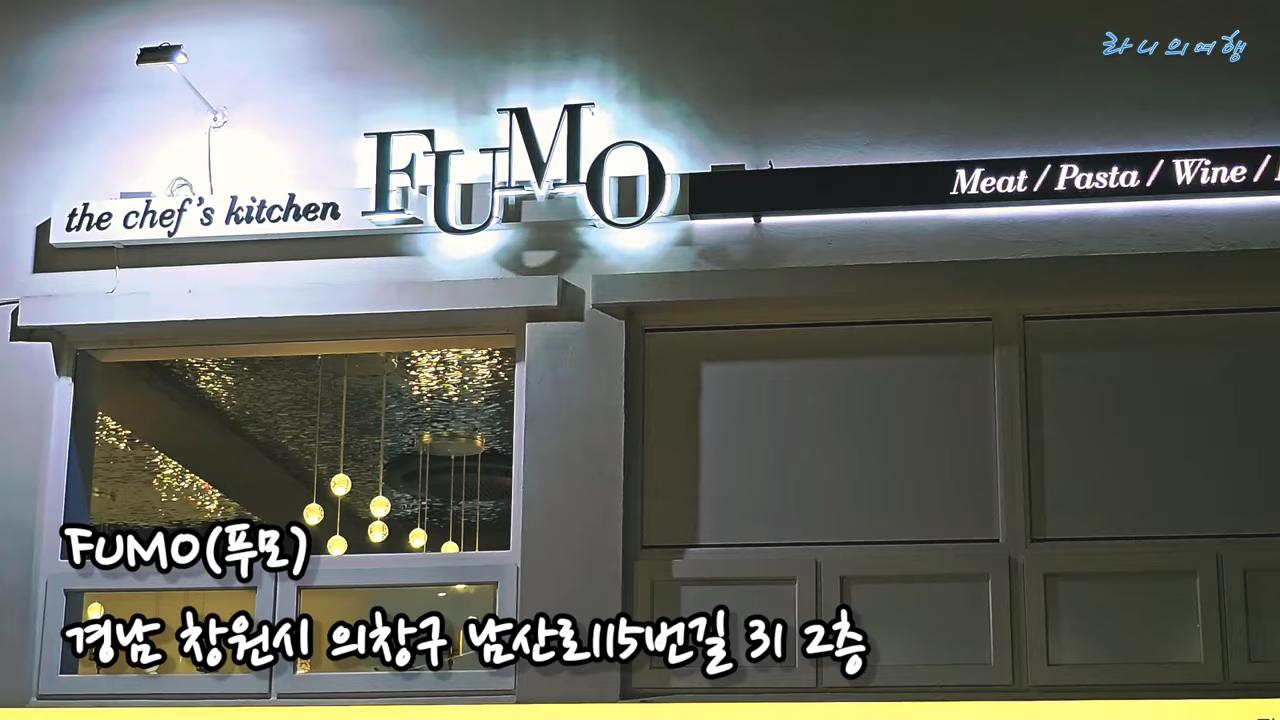 라니의여행
the chef's kitchen FUMO Meat / Pasta / Wine /
FUMO(푸모)
경남 창원시 의창구 남산로115번길 31 2층